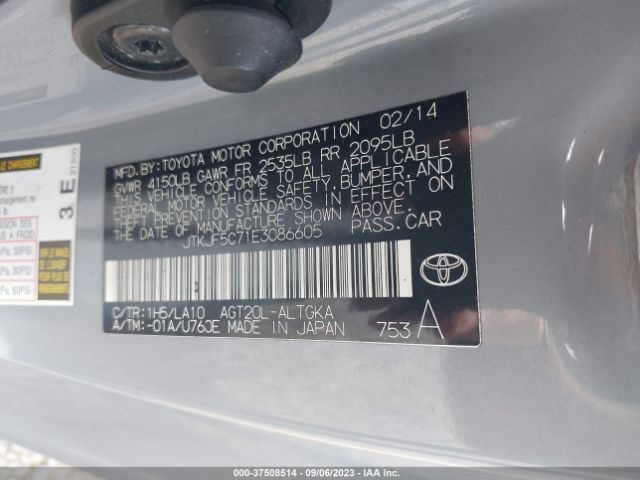 02/14
MFD. BY: TOYOTA MOTOR CORPORATION
GVWR 4150LB GAWR FR 2535LB RR 2095LB
THIS VEHICLE CONFORMS TO ALL APPLICABLE
FEDERAL MOTOR VEHICLE SAFETY, BUMPER, AND
THEFT PREVENTION STANDARDS IN EFFECT ON
THE DATE OF MANUFACTURE SHOWN ABOVE.
JTKJF5C71E3086605 PASS. CAR
C/TR: 1H5/LA10 AGT20L-ALTGKA
A/TM: -01A/U760E MADE IN JAPAN
753 A
LE CHARGEMENT
3, E
21200
000-37508514 - 09/06/2023 - IAA Inc.